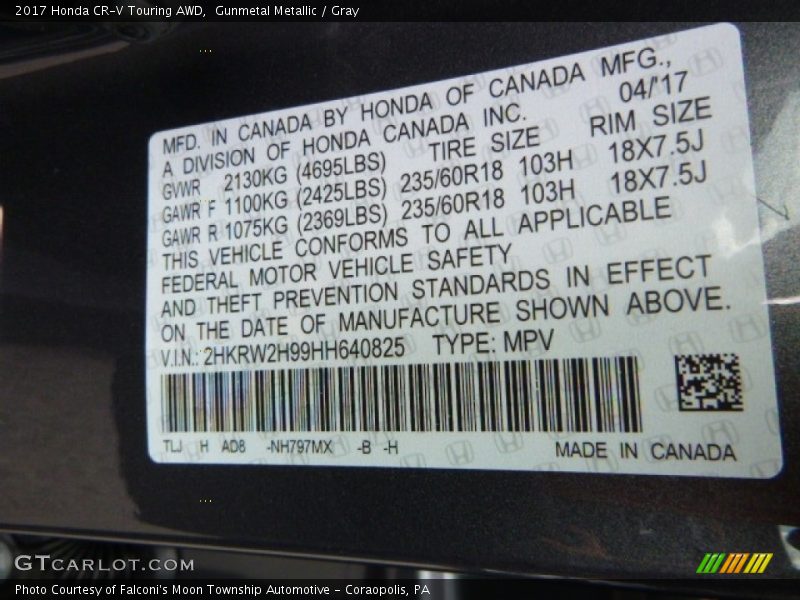 2017 Honda CR-V Touring AWD,  Gunmetal Metallic / Gray
MFD. IN CANADA BY HONDA OF CANADA MFG.,
A DIVISION OF HONDA CANADA INC. 04/'17
GVWR 2130KG (4695LBS) TIRE SIZE RIM SIZE
GAWR F 1100KG (2425LBS) 235/60R18 103H 18X7.5J
GAWR R 1075KG (2369LBS) 235/60R18 103H 18X7.5J
THIS VEHICLE CONFORMS TO ALL APPLICABLE
FEDERAL MOTOR VEHICLE SAFETY
AND THEFT PREVENTION STANDARDS IN EFFECT
ON THE DATE OF MANUFACTURE SHOWN ABOVE.
V.I.N.: 2HKRW2H99HH640825 TYPE: MPV
TLJ H AD8 -NH797MX -B -H MADE IN CANADA
GTCARLOT.COM
Photo Courtesy of Falconi's Moon Township Automotive - Coraopolis, PA